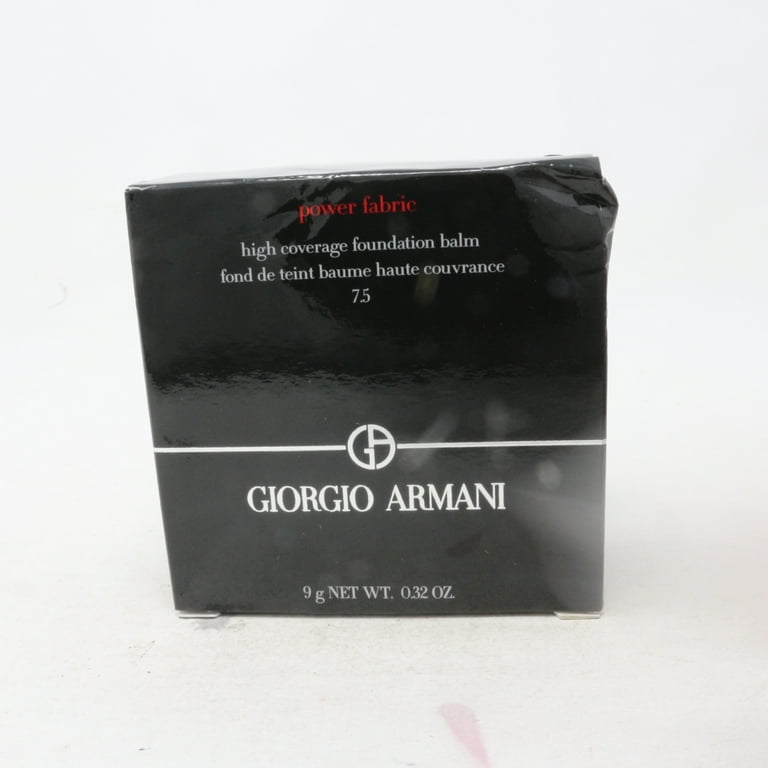 power fabric
high coverage foundation balm
fond de teint baume haute couvrance
7.5
GA
GIORGIO ARMANI
9 g NET WT. 0.32 OZ.